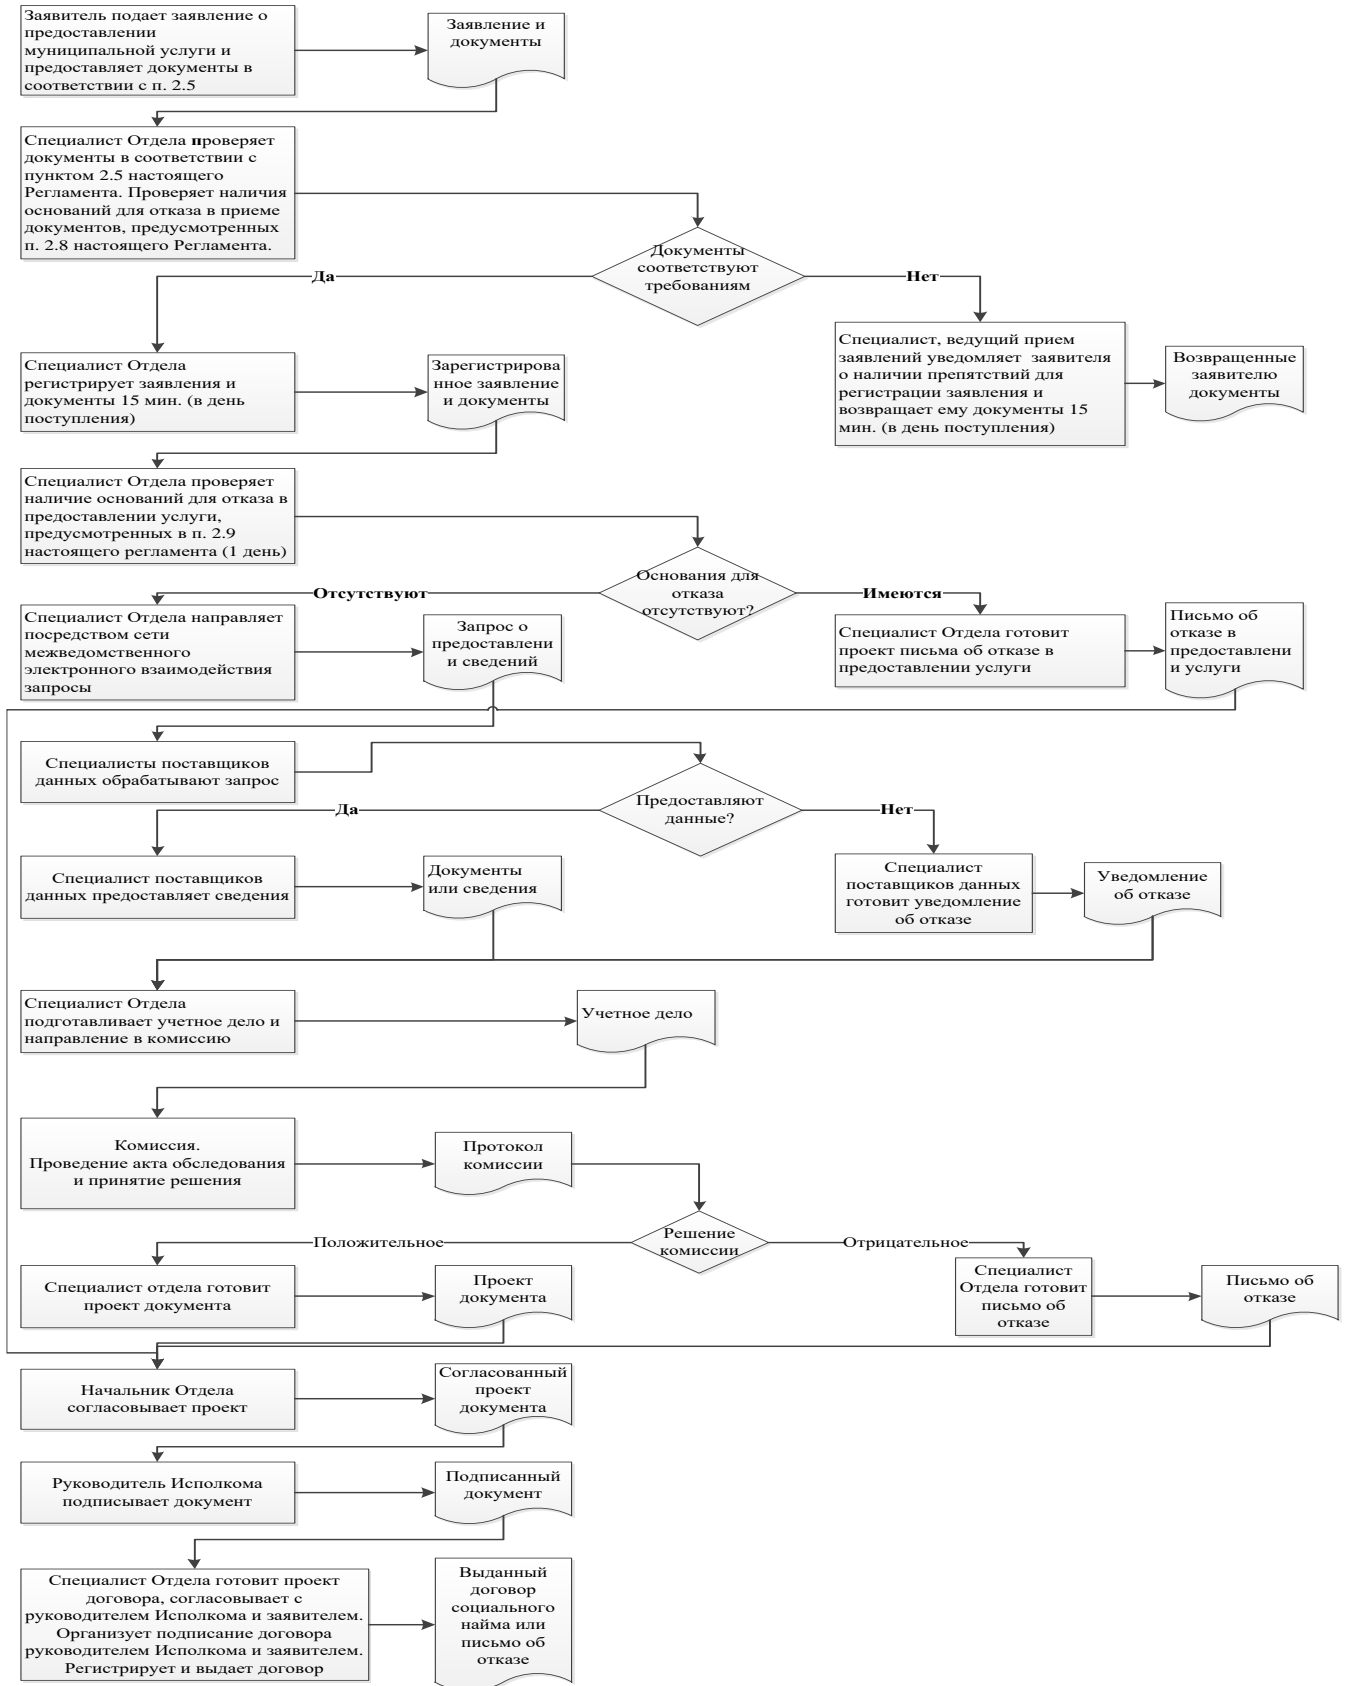 Заявитель подает заявление о
предоставлении
муниципальной услуги и
предоставляет документы в
соответствии с п. 2.5
Заявление и
документы
Специалист Отдела проверяет
документы в соответствии с
пунктом 2.5 настоящего
Регламента. Проверяет наличия
оснований для отказа в приеме
документов, предусмотренных
п. 2.8 настоящего Регламента.
Документы
соответствуют
требованиям
Да
Нет
Специалист Отдела
регистрирует заявления и
документы 15 мин. (в день
поступления)
Зарегистрирова
нное заявление
и документы
Специалист, ведущий прием
заявлений уведомляет заявителя
о наличии препятствий для
регистрации заявления и
возвращает ему документы 15
мин. (в день поступления)
Возвращенные
заявителю
документы
Специалист Отдела проверяет
наличие оснований для отказа в
предоставлении услуги,
предусмотренных в п. 2.9
настоящего регламента (1 день)
Основания для
отказа
отсутствуют?
Отсутствуют
Имеются
Специалист Отдела направляет
посредством сети
межведомственного
электронного взаимодействия
запросы
Запрос о
предоставлени
и сведений
Специалист Отдела готовит
проект письма об отказе в
предоставлении услуги
Письмо об
отказе в
предоставлени
и услуги
Специалисты поставщиков
данных обрабатывают запрос
Предоставляют
данные?
Да
Нет
Специалист поставщиков
данных предоставляет сведения
Документы
или сведения
Специалист
поставщиков данных
готовит уведомление
об отказе
Уведомление
об отказе
Специалист Отдела
подготавливает учетное дело и
направление в комиссию
Учетное дело
Комиссия.
Проведение акта обследования
и принятие решения
Протокол
комиссии
Решение
комиссии
Положительное
Отрицательное
Специалист отдела готовит
проект документа
Проект
документа
Специалист
Отдела готовит
письмо об
отказе
Письмо об
отказе
Начальник Отдела
согласовывает проект
Согласованный
проект
документа
Руководитель Исполкома
подписывает документ
Подписанный
документ
Специалист Отдела готовит проект
договора, согласовывает с
руководителем Исполкома и заявителем.
Организует подписание договора
руководителем Исполкома и заявителем.
Регистрирует и выдает договор
Выданный
договор
социального
найма или
письмо об
отказе